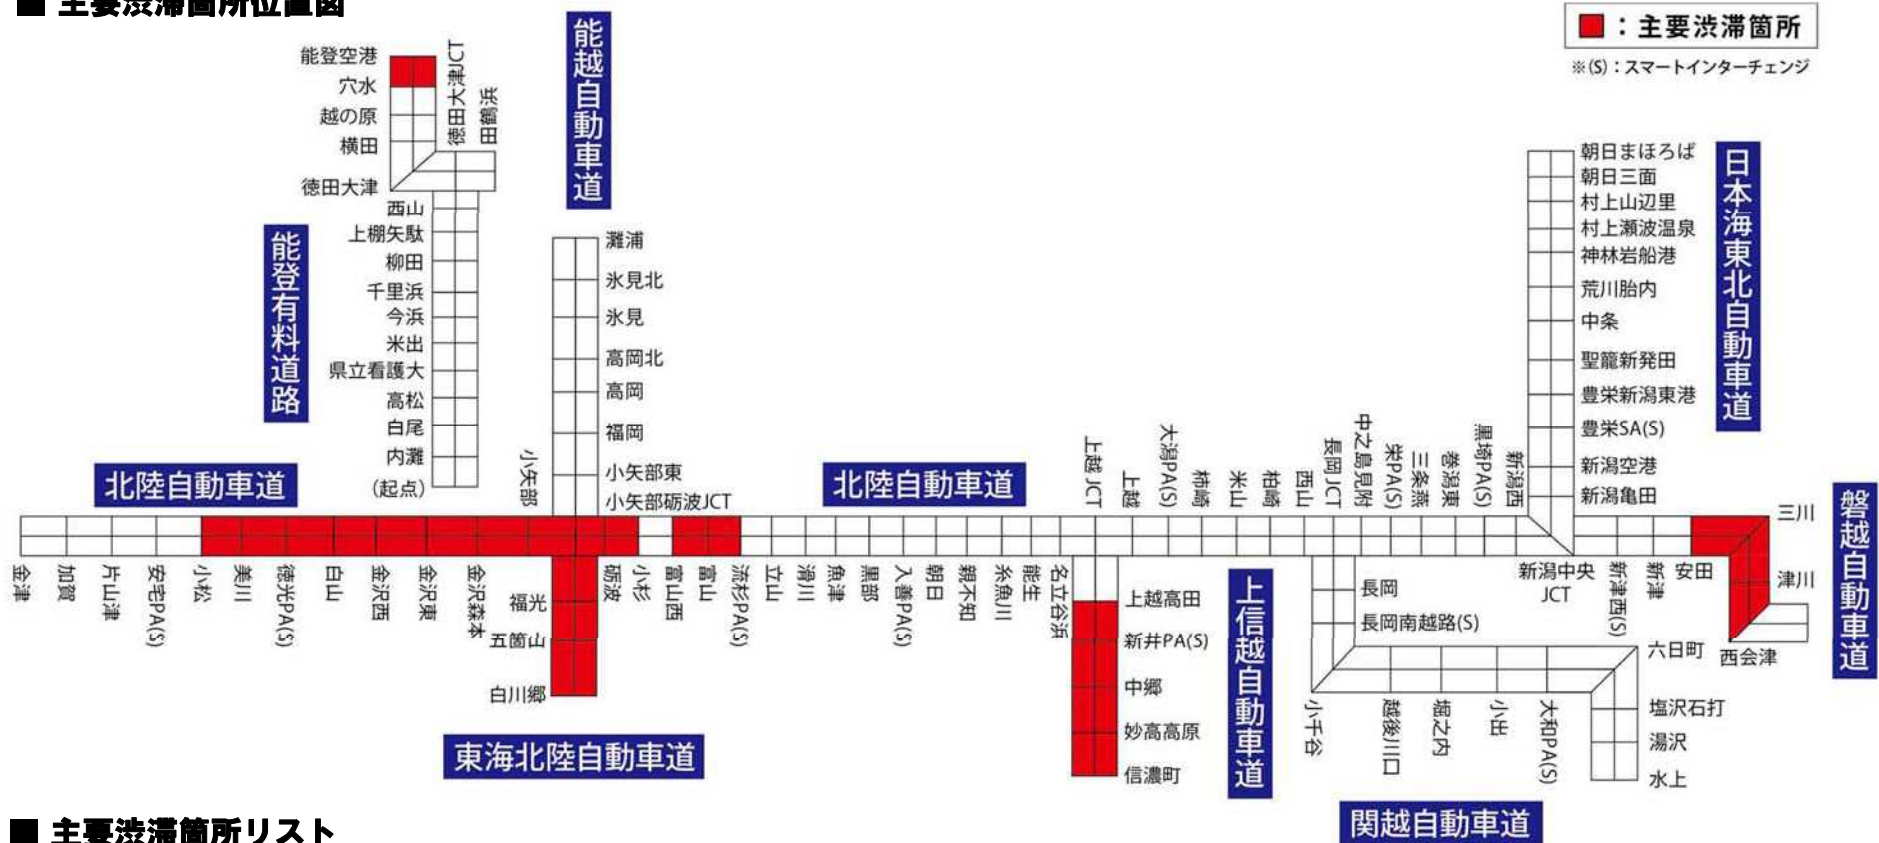 ■ 主要渋滞箇所位置図
■：主要渋滞箇所
※(S)：スマートインターチェンジ
能登空港
穴水
越の原
横田
徳田大津
徳田大津JCT
田鶴浜
西山
上棚矢駄
柳田
千里浜
今浜
米出
県立看護大
高松
白尾
内灘
(起点)
能登有料道路
能越自動車道
灘浦
氷見北
氷見
高岡北
高岡
福岡
小矢部東
小矢部砺波JCT
小矢部
北陸自動車道
金津
加賀
片山津
安宅PA(S)
小松
美川
徳光PA(S)
白山
金沢西
金沢東
金沢森本
福光
五箇山
白川郷
東海北陸自動車道
砺波
小杉
富山西
富山
流杉PA(S)
立山
滑川
魚津
黒部
入善PA(S)
朝日
親不知
糸魚川
能生
名立谷浜
北陸自動車道
上越JCT
上越
大潟PA(S)
柿崎
米山
柏崎
西山
長岡JCT
中之島見附
栄PA(S)
三条燕
巻潟東
黒埼PA(S)
新潟西
上越高田
新井PA(S)
中郷
妙高高原
信濃町
上信越自動車道
長岡
長岡南越路(S)
小千谷
越後川口
堀之内
小出
大和PA(S)
六日町
塩沢石打
湯沢
水上
関越自動車道
朝日まほろば
朝日三面
村上山辺里
村上瀬波温泉
神林岩船港
荒川胎内
中条
聖籠新発田
豊栄新潟東港
豊栄SA(S)
新潟空港
新潟亀田
日本海東北自動車道
新潟中央
JCT
新津西(S)
新津
安田
三川
津川
西会津
磐越自動車道
■ 主要渋滞箇所リスト